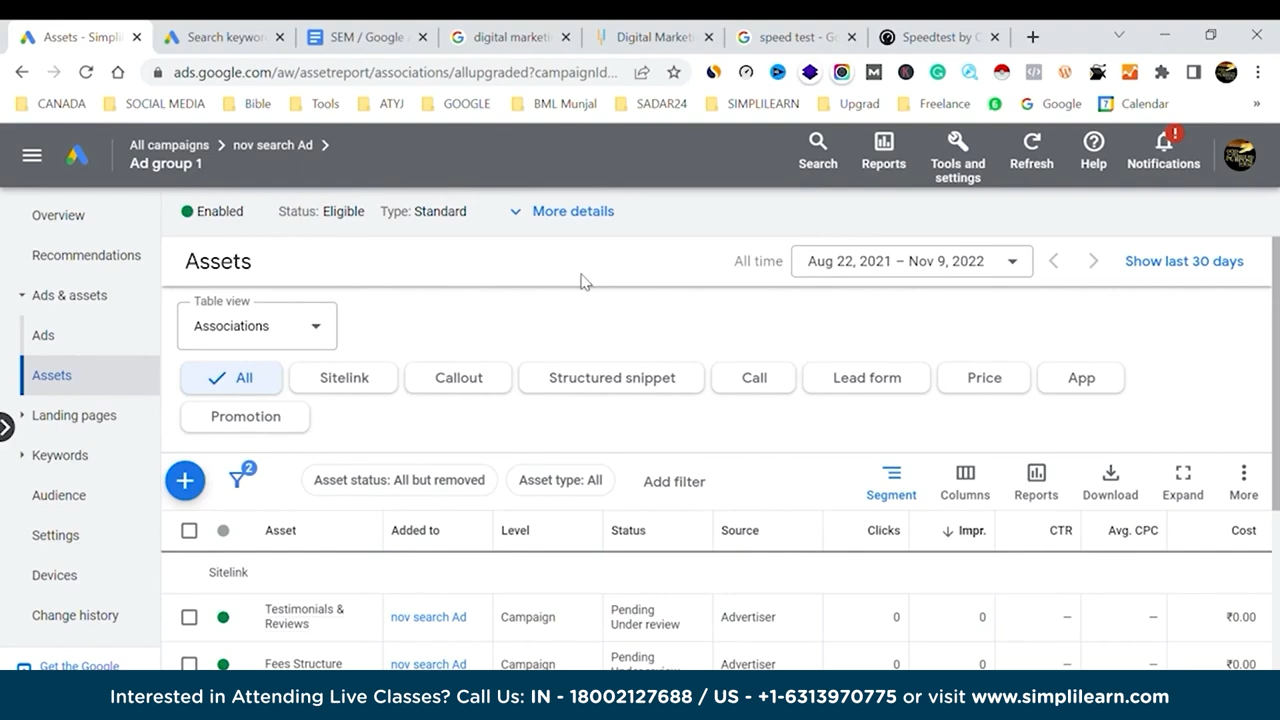 Assets - Simpli
Search keywor
SEM / Google
digital marketi
Digital Market
speed test - Go
Speedtest by O
ads.google.com/aw/assetreport/associations/allupgraded?campaignId...
CANADA
SOCIAL MEDIA
Bible
Tools
ATYJ
GOOGLE
BML Munjal
SADAR24
SIMPLILEARN
Upgrad
Freelance
Google
Calendar
»
All campaigns
nov search Ad
Ad group 1
Search
Reports
Tools and settings
Refresh
Help
Notifications
Enabled
Status: Eligible
Type: Standard
More details
Overview
Recommendations
Ads & assets
Ads
Assets
Landing pages
Keywords
Audience
Settings
Devices
Change history
Get the Google
Assets
All time
Aug 22, 2021 – Nov 9, 2022
Show last 30 days
Table view
Associations
All
Sitelink
Callout
Structured snippet
Call
Lead form
Price
App
Promotion
2
Asset status: All but removed
Asset type: All
Add filter
Segment
Columns
Reports
Download
Expand
More
Asset
Added to
Level
Status
Source
Clicks
Impr.
CTR
Avg. CPC
Cost
Sitelink
Testimonials &
Reviews
nov search Ad
Campaign
Pending
Under review
Advertiser
0
0
–
–
₹0.00
Fees Structure
nov search Ad
Campaign
Pending
Under review
Advertiser
0
0
–
–
₹0.00
Interested in Attending Live Classes? Call Us: IN - 18002127688 / US - +1-6313970775 or visit www.simplilearn.com